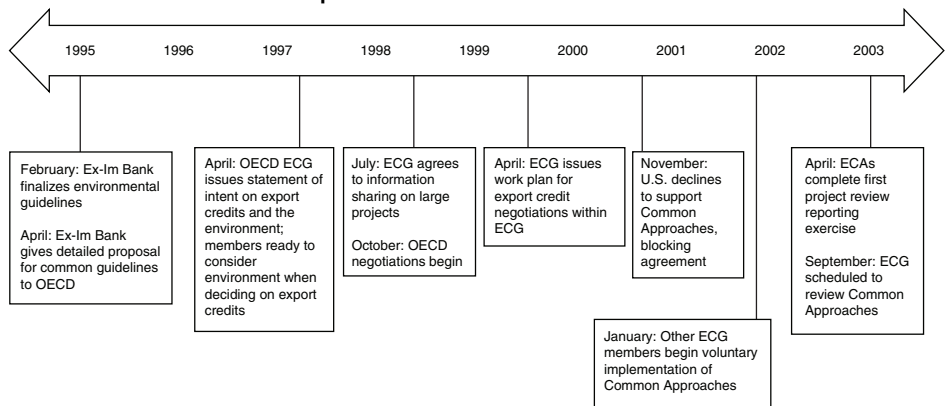 1995 1996 1997 1998 1999 2000 2001 2002 2003
February: Ex-Im Bank
finalizes environmental
guidelines
April: Ex-Im Bank
gives detailed proposal
for common guidelines
to OECD
April: OECD ECG
issues statement of
intent on export
credits and the
environment;
members ready to
consider
environment when
deciding on export
credits
July: ECG agrees
to information
sharing on large
projects
October: OECD
negotiations begin
April: ECG issues
work plan for
export credit
negotiations within
ECG
November:
U.S. declines
to support
Common
Approaches,
blocking
agreement
January: Other ECG
members begin voluntary
implementation of
Common Approaches
April: ECAs
complete first
project review
reporting
exercise
September: ECG
scheduled to
review Common
Approaches